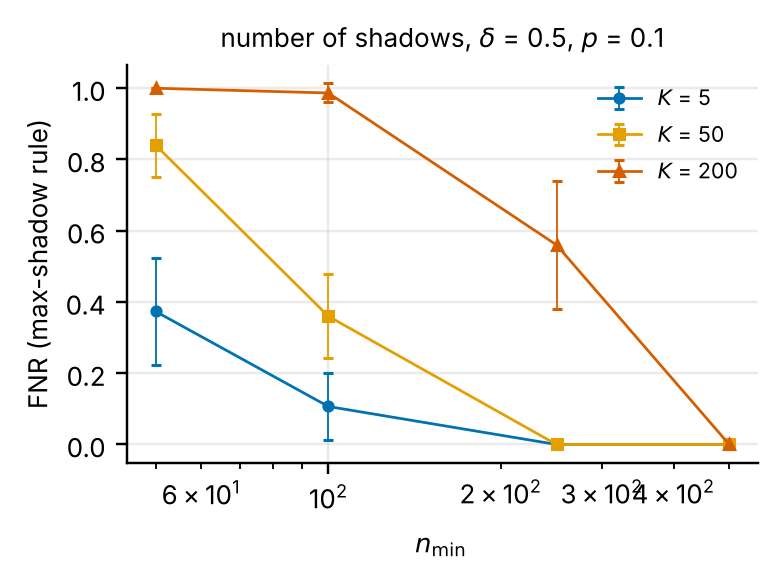 number of shadows, δ = 0.5, p = 0.1
FNR (max-shadow rule)
1.0
0.8
0.6
0.4
0.2
0.0
K = 5
K = 50
K = 200
6 × 10¹
10²
2 × 10²
3 × 10²
4 × 10²
n_min